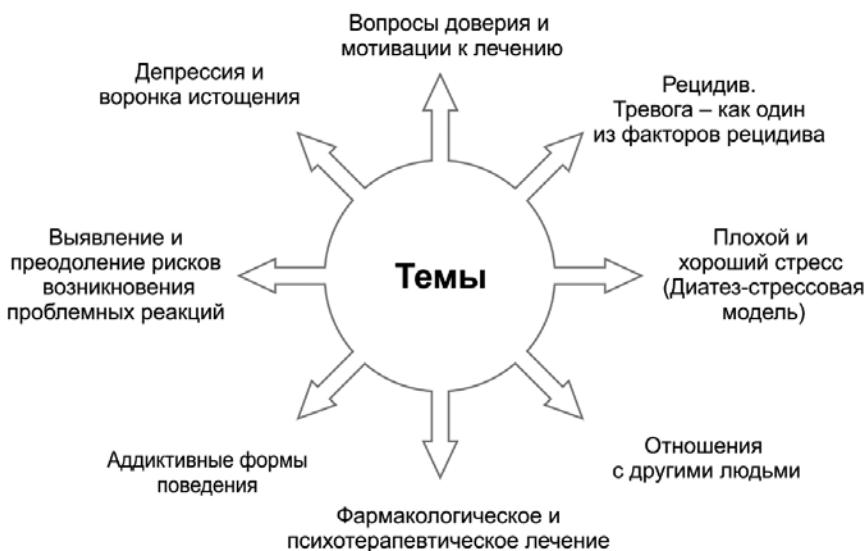 Вопросы доверия и
мотивации к лечению
Рецидив.
Тревога – как один
из факторов рецидива
Плохой и
хороший стресс
(Диатез-стрессовая
модель)
Отношения
с другими людьми
Фармакологическое и
психотерапевтическое лечение
Аддиктивные формы
поведения
Выявление и
преодоление рисков
возникновения
проблемных реакций
Депрессия и
воронка истощения
Темы